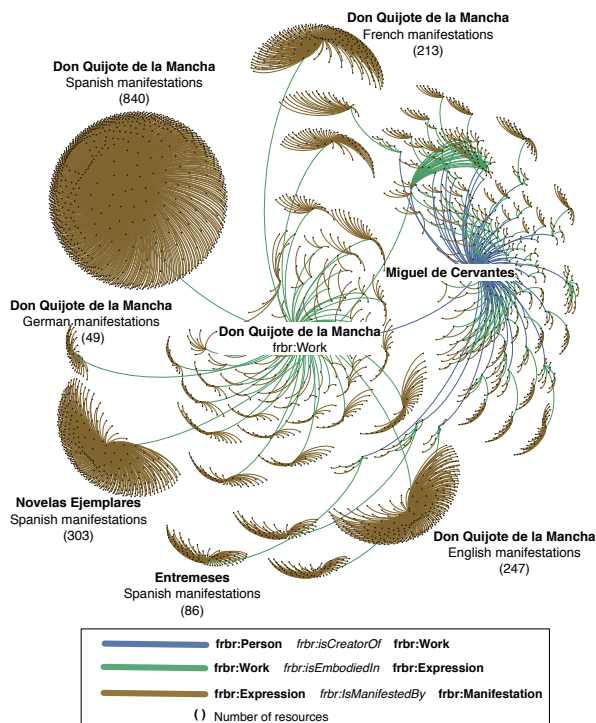 Don Quijote de la Mancha
French manifestations
(213)
Don Quijote de la Mancha
Spanish manifestations
(840)
Miguel de Cervantes
Don Quijote de la Mancha
German manifestations
(49)
Don Quijote de la Mancha
frbr:Work
Novelas Ejemplares
Spanish manifestations
(303)
Don Quijote de la Mancha
English manifestations
(247)
Entremeses
Spanish manifestations
(86)
frbr:Person frbr:isCreatorOf frbr:Work
frbr:Work frbr:isEmbodiedIn frbr:Expression
frbr:Expression frbr:IsManifestedBy frbr:Manifestation
( ) Number of resources